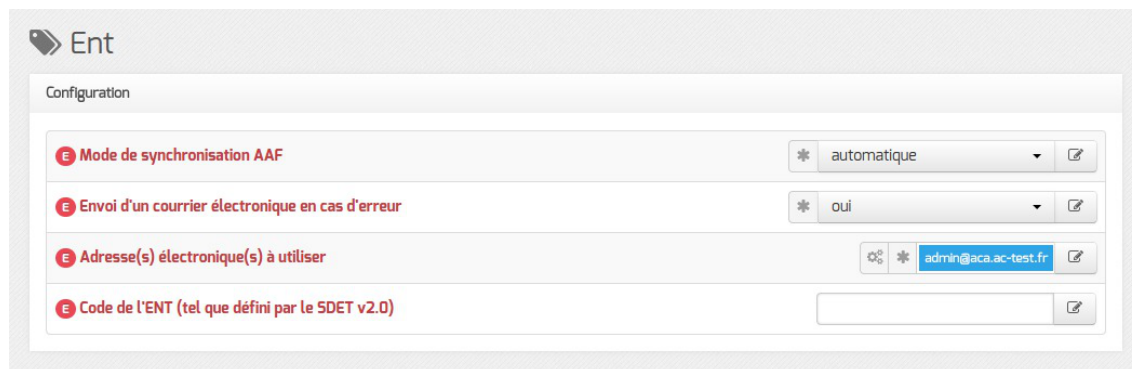 Ent
Configuration
E Mode de synchronisation AAF * automatique
E Envoi d'un courrier électronique en cas d'erreur * oui
E Adresse(s) électronique(s) à utiliser * admin@aca.ac-test.fr
E Code de l'ENT (tel que défini par le SDET v2.0)